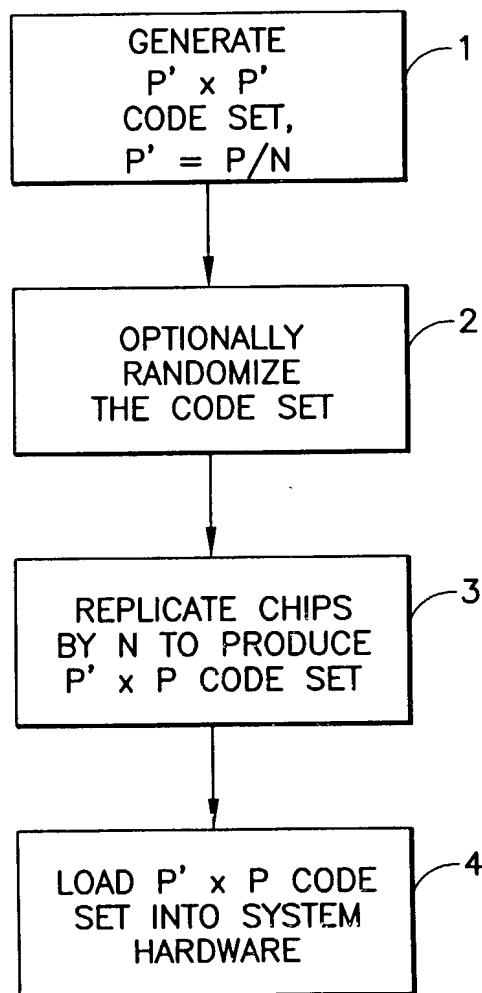 GENERATE
P' x P'
CODE SET,
P' = P/N
1
OPTIONALLY
RANDOMIZE
THE CODE SET
2
REPLICATE CHIPS
BY N TO PRODUCE
P' x P CODE SET
3
LOAD P' x P CODE
SET INTO SYSTEM
HARDWARE
4